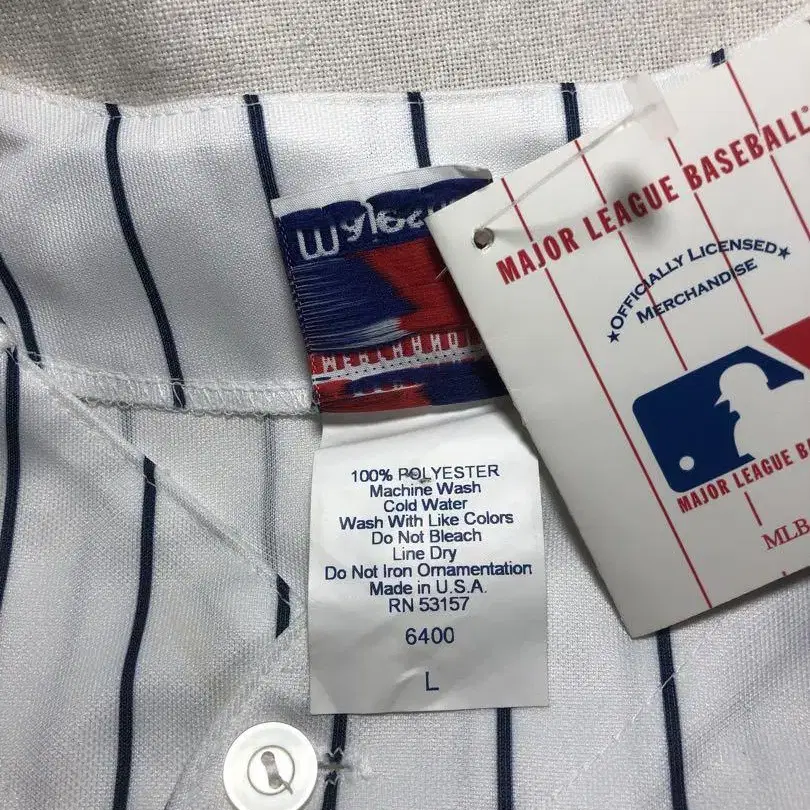 MAJOR LEAGUE BASEBALL
★OFFICIALLY LICENSED★
MERCHANDISE
MAJOR LEAGUE
MLB
100% POLYESTER
Machine Wash
Cold Water
Wash With Like Colors
Do Not Bleach
Line Dry
Do Not Iron Ornamentation
Made in U.S.A.
RN 53157
6400
L